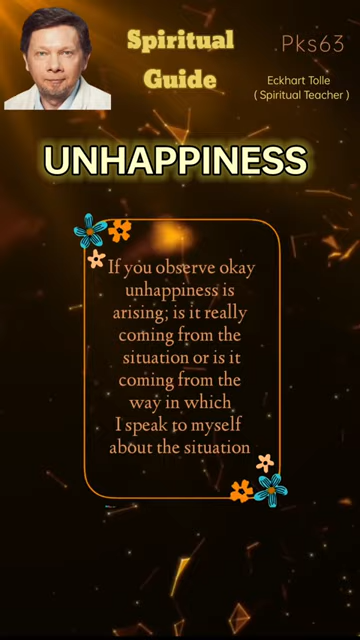 Spiritual
Guide
Pks63
Eckhart Tolle
( Spiritual Teacher )
UNHAPPINESS
If you observe okay
unhappiness is
arising; is it really
coming from the
situation or is it
coming from the
way in which
I speak to myself
about the situation